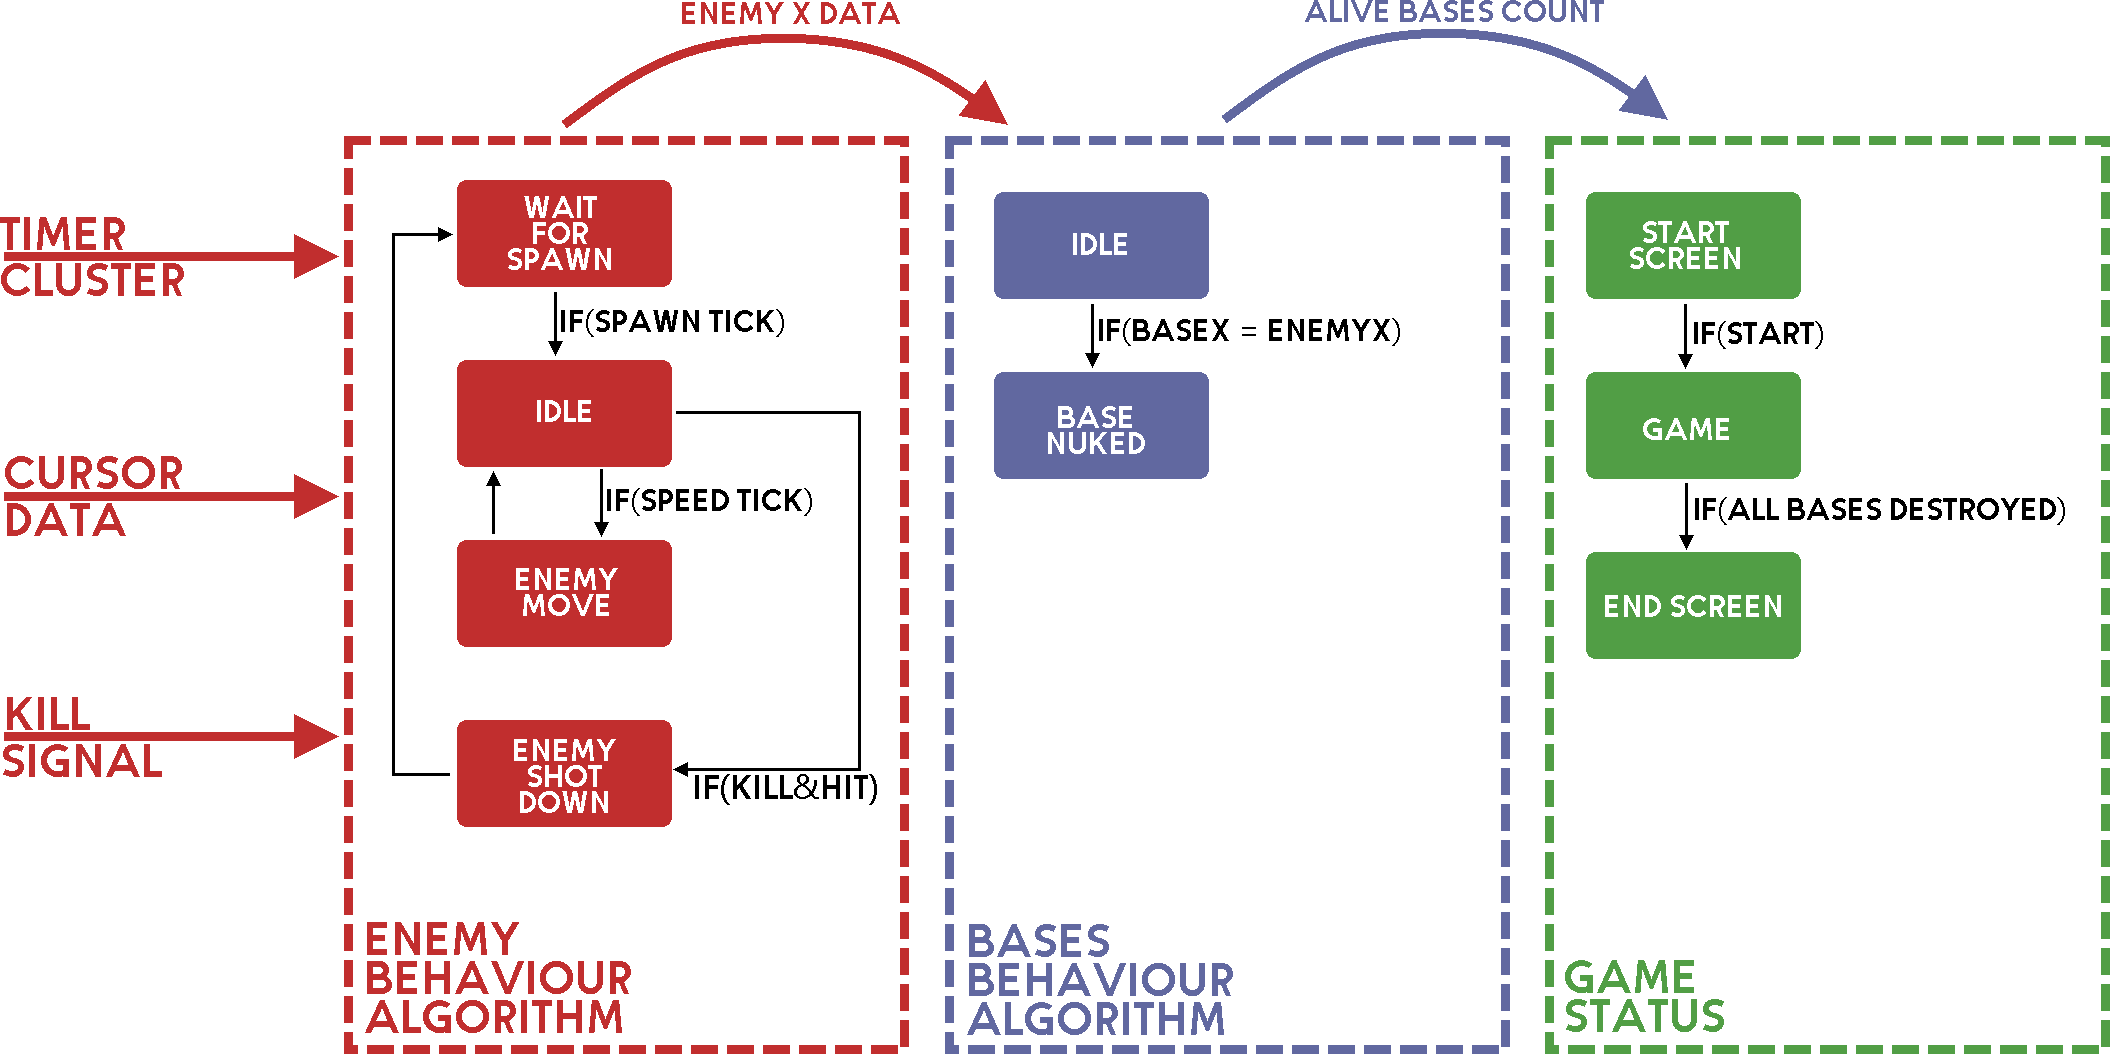 ENEMY X DATA
ALIVE BASES COUNT
TIMER
CLUSTER
CURSOR
DATA
KILL
SIGNAL
WAIT
FOR
SPAWN
IF(SPAWN TICK)
IDLE
IF(SPEED TICK)
ENEMY
MOVE
ENEMY
SHOT
DOWN
IF(KILL&HIT)
ENEMY
BEHAVIOUR
ALGORITHM
IDLE
IF(BASEX = ENEMYX)
BASE
NUKED
BASES
BEHAVIOUR
ALGORITHM
START
SCREEN
IF(START)
GAME
IF(ALL BASES DESTROYED)
END SCREEN
GAME
STATUS